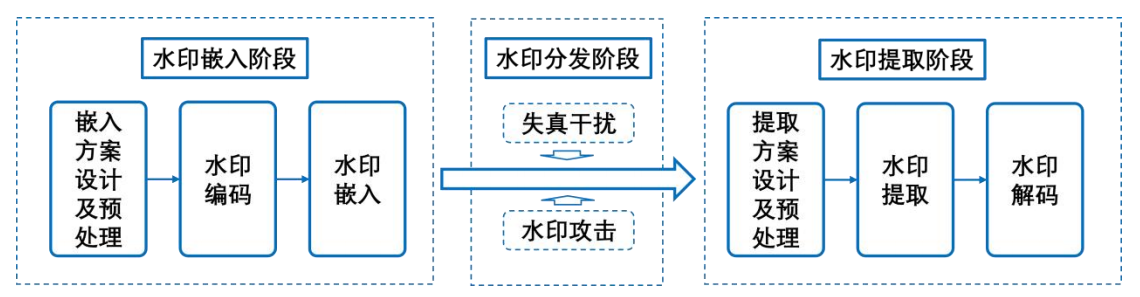 水印嵌入阶段
嵌入
方案
设计
及预
处理
水印
编码
水印
嵌入
水印分发阶段
失真干扰
水印攻击
水印提取阶段
提取
方案
设计
及预
处理
水印
提取
水印
解码